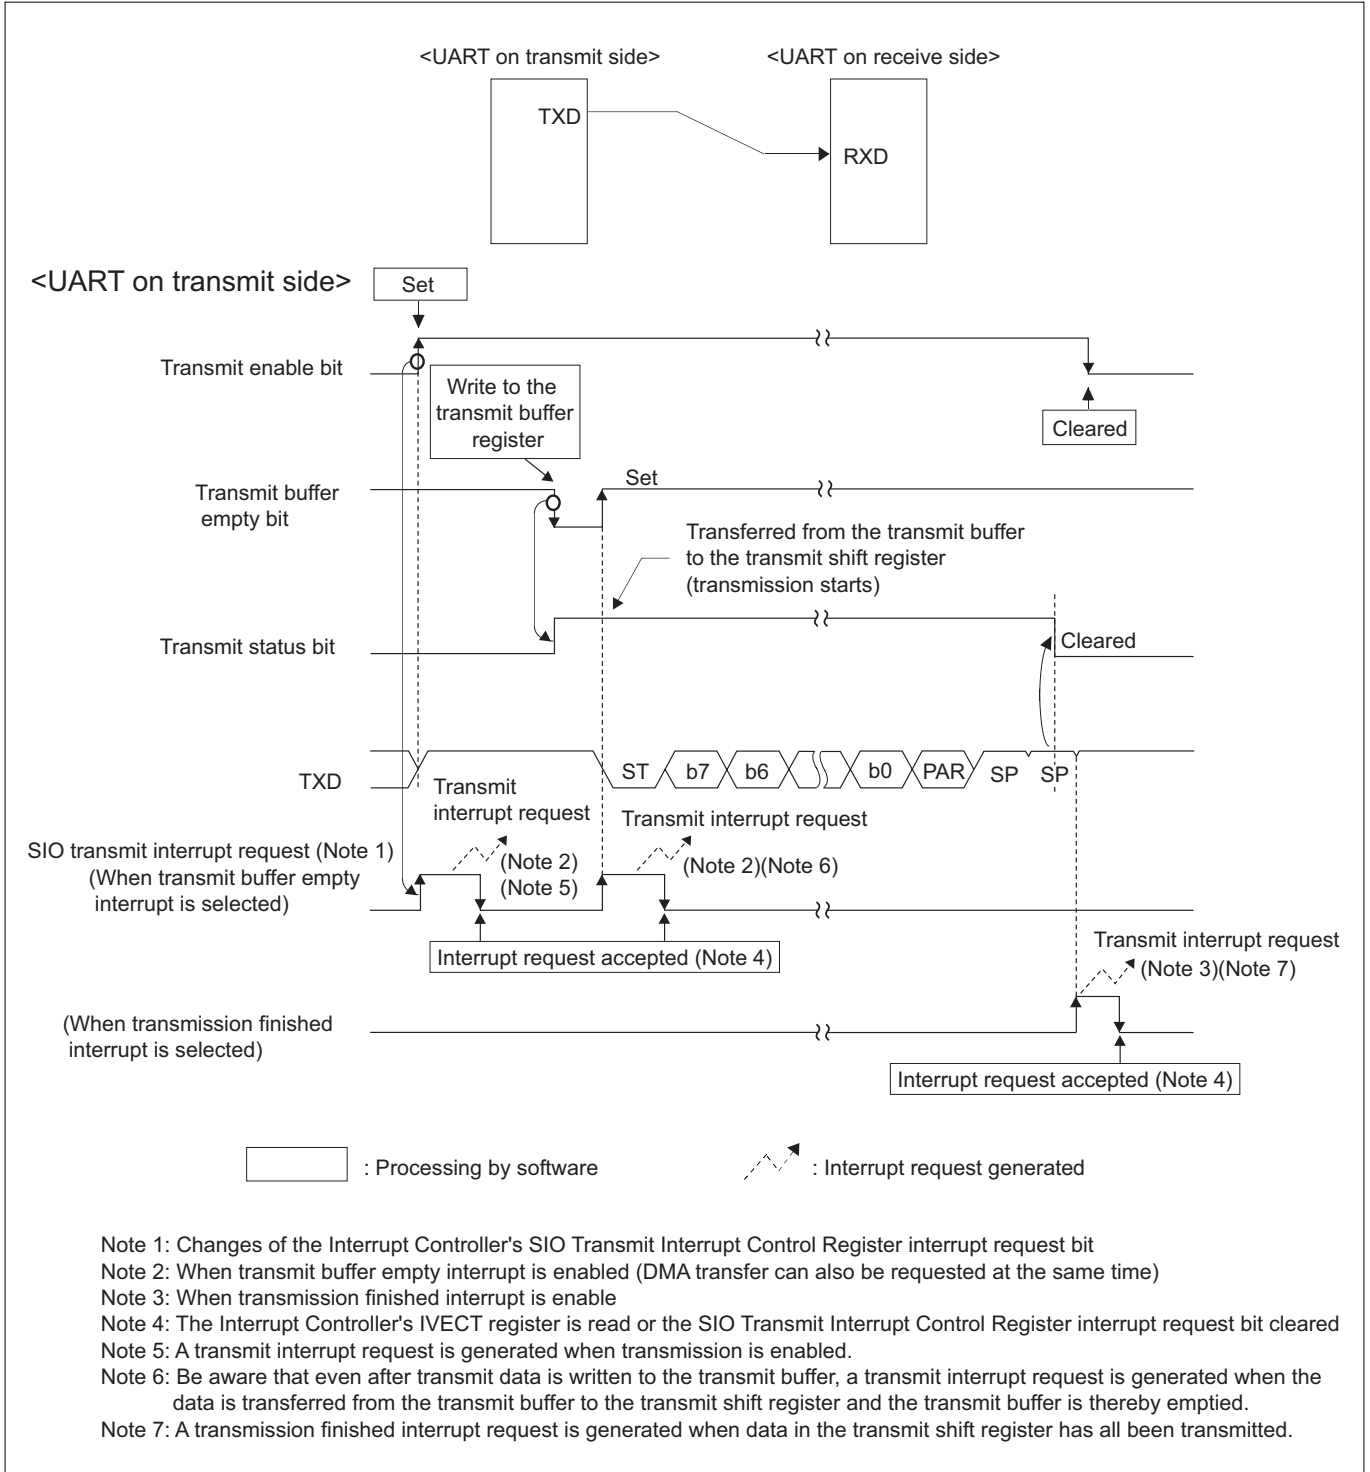 <UART on transmit side>
<UART on receive side>
TXD
RXD
<UART on transmit side>
Set
Transmit enable bit
Write to the
transmit buffer
register
Cleared
Transmit buffer
empty bit
Set
Transferred from the transmit buffer
to the transmit shift register
(transmission starts)
Transmit status bit
Cleared
TXD
ST b7 b6 b0 PAR SP SP
Transmit
interrupt request
(Note 2)
(Note 5)
Transmit interrupt request
(Note 2)(Note 6)
SIO transmit interrupt request (Note 1)
(When transmit buffer empty
interrupt is selected)
Interrupt request accepted (Note 4)
Transmit interrupt request
(Note 3)(Note 7)
(When transmission finished
interrupt is selected)
Interrupt request accepted (Note 4)
: Processing by software
: Interrupt request generated
Note 1: Changes of the Interrupt Controller's SIO Transmit Interrupt Control Register interrupt request bit
Note 2: When transmit buffer empty interrupt is enabled (DMA transfer can also be requested at the same time)
Note 3: When transmission finished interrupt is enable
Note 4: The Interrupt Controller's IVECT register is read or the SIO Transmit Interrupt Control Register interrupt request bit cleared
Note 5: A transmit interrupt request is generated when transmission is enabled.
Note 6: Be aware that even after transmit data is written to the transmit buffer, a transmit interrupt request is generated when the
data is transferred from the transmit buffer to the transmit shift register and the transmit buffer is thereby emptied.
Note 7: A transmission finished interrupt request is generated when data in the transmit shift register has all been transmitted.